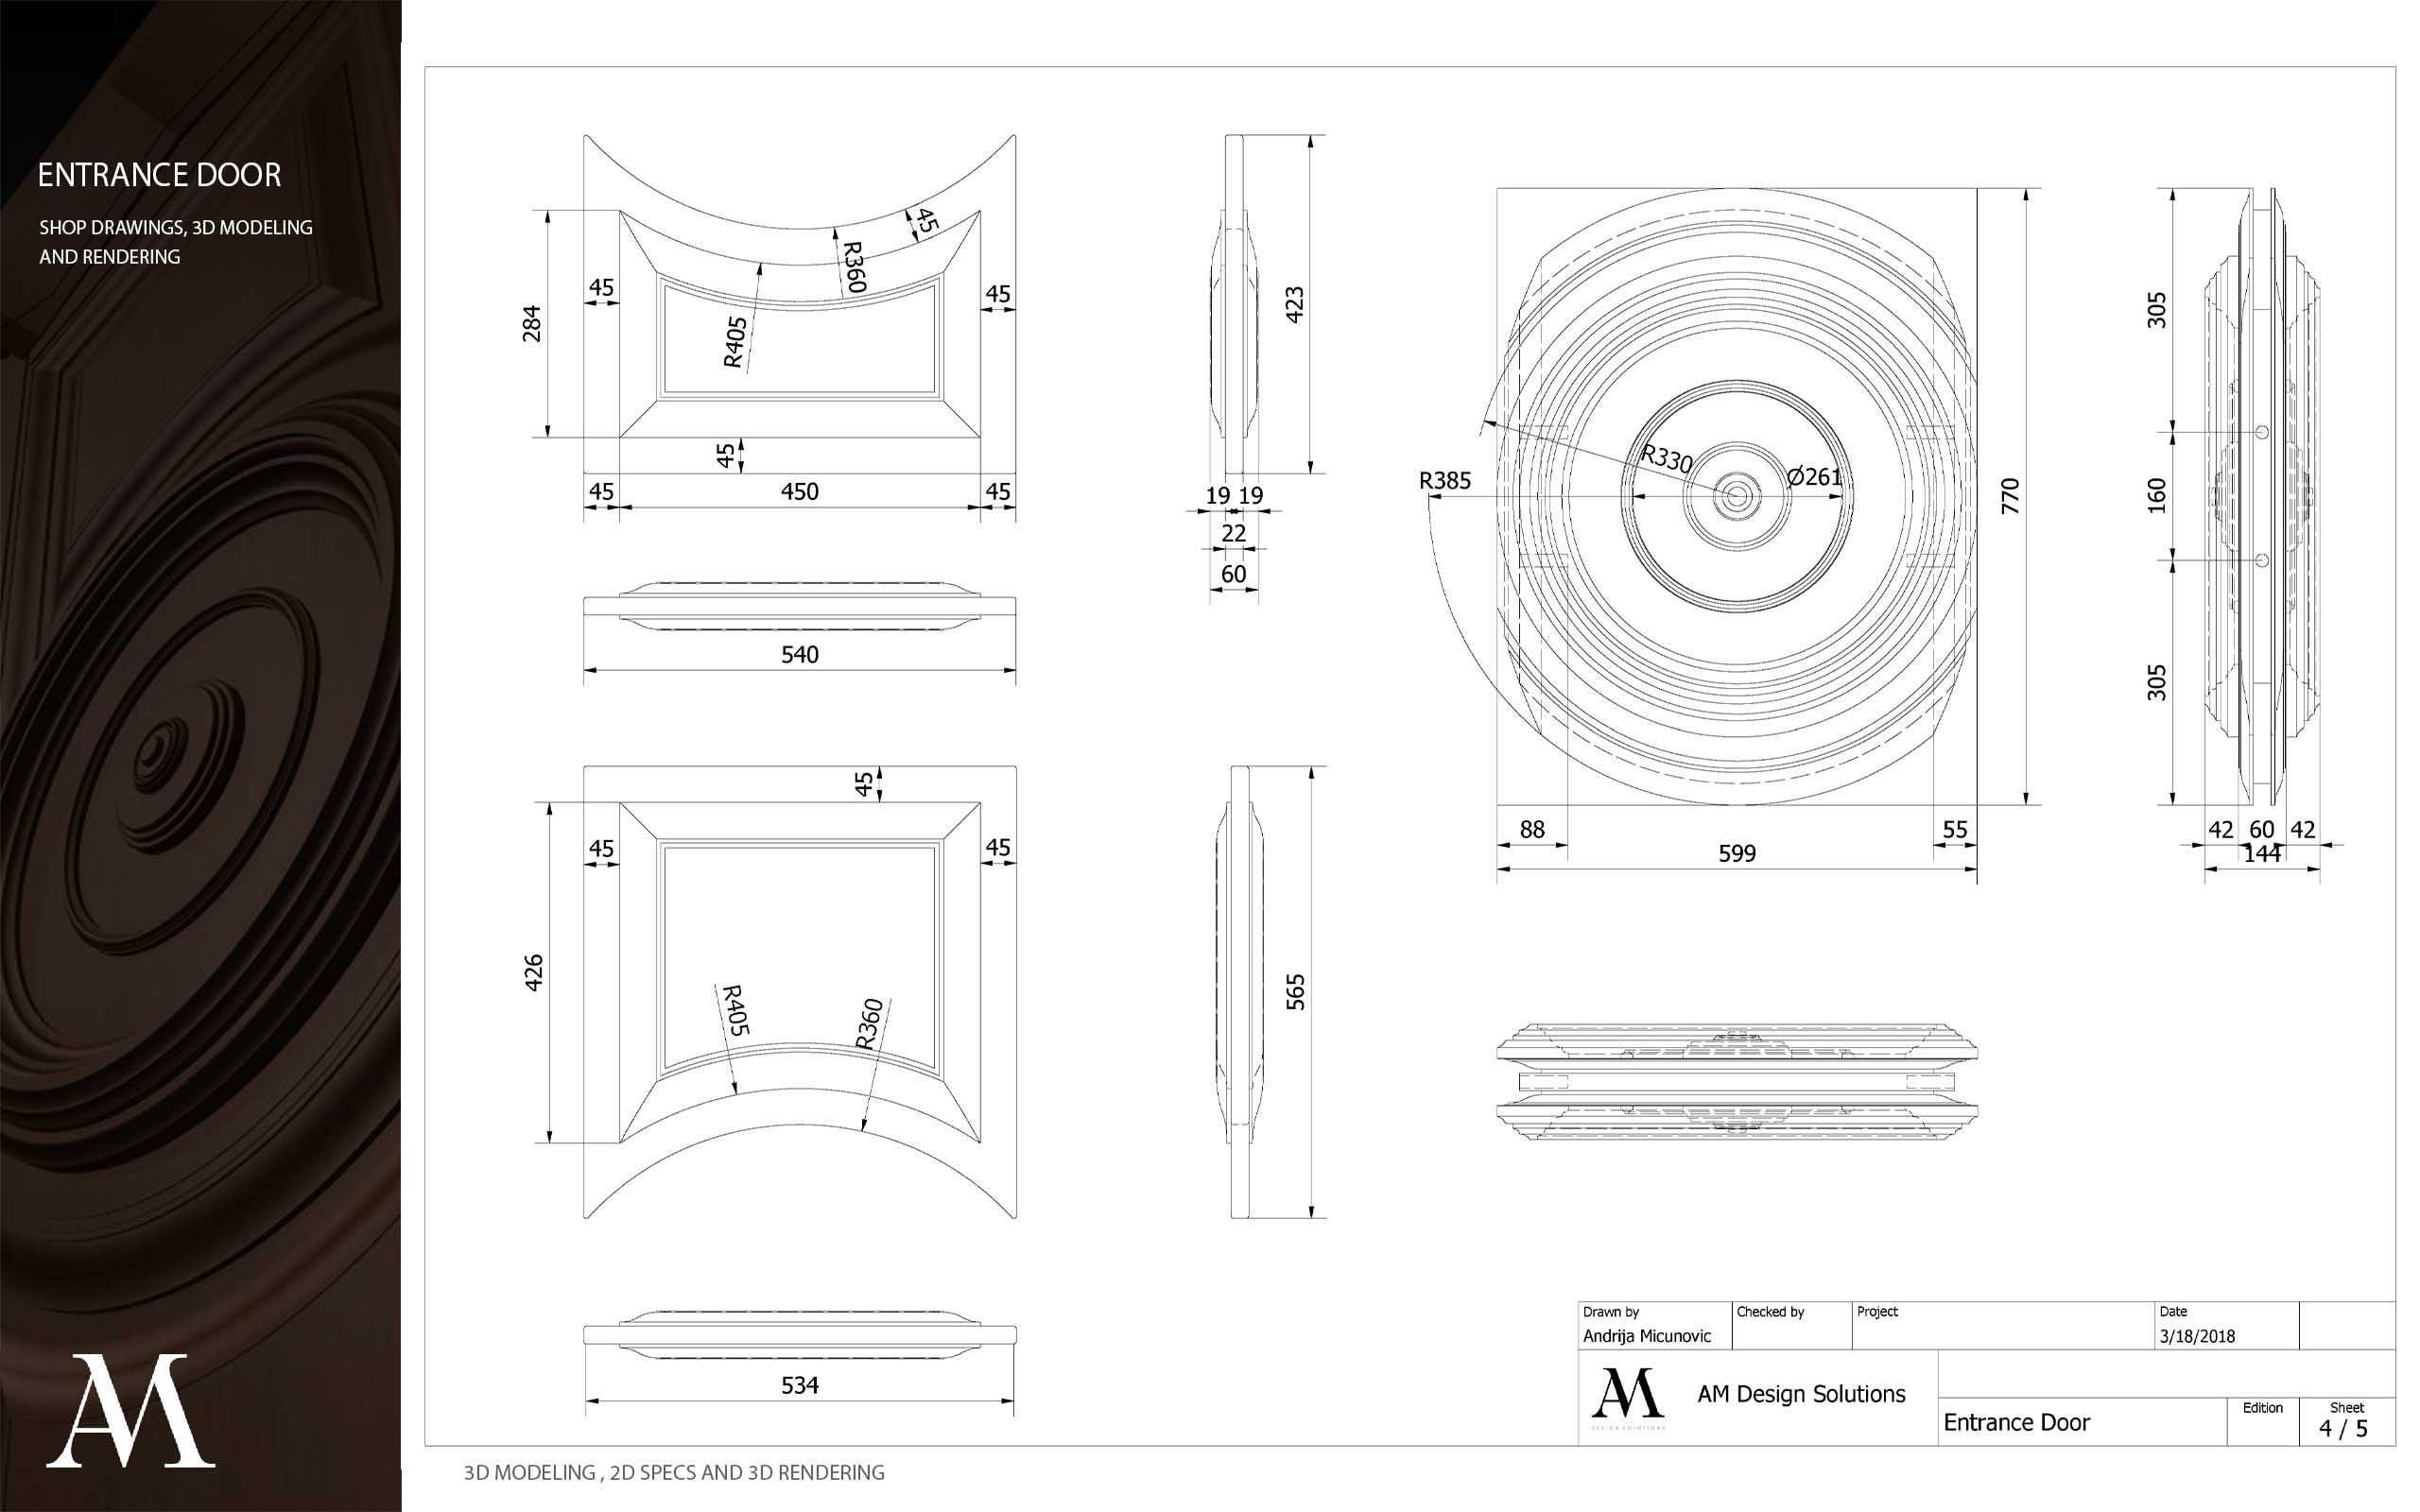 ENTRANCE DOOR
SHOP DRAWINGS, 3D MODELING
AND RENDERING
AM
45
R360
284
45
45
R405
423
45
45
450
45
19 19
22
60
540
305
R330
R385
Ø261
160
770
305
88
55
599
42 60 42
144
45
45
45
426
R405
R360
565
534
Drawn by
Andrija Micunovic
Checked by
Project
Date
3/18/2018
AM
DESIGN SOLUTIONS
AM Design Solutions
Entrance Door
Edition
Sheet
4 / 5
3D MODELING , 2D SPECS AND 3D RENDERING